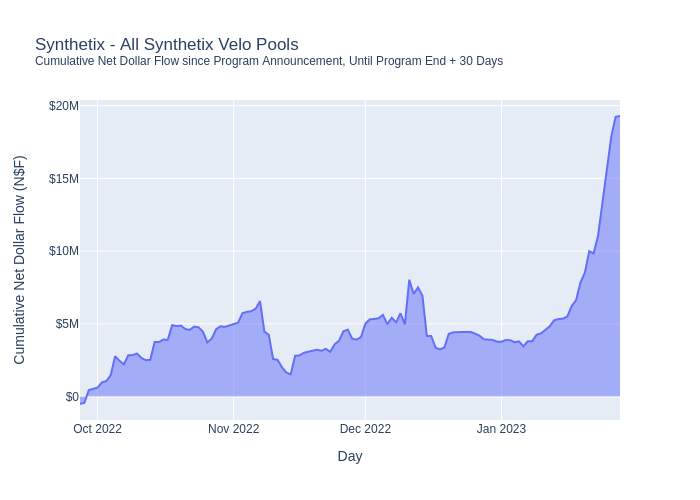 Synthetix - All Synthetix Velo Pools
Cumulative Net Dollar Flow since Program Announcement, Until Program End + 30 Days
$20M
$15M
$10M
$5M
$0
Cumulative Net Dollar Flow (N$F)
Oct 2022
Nov 2022
Dec 2022
Jan 2023
Day